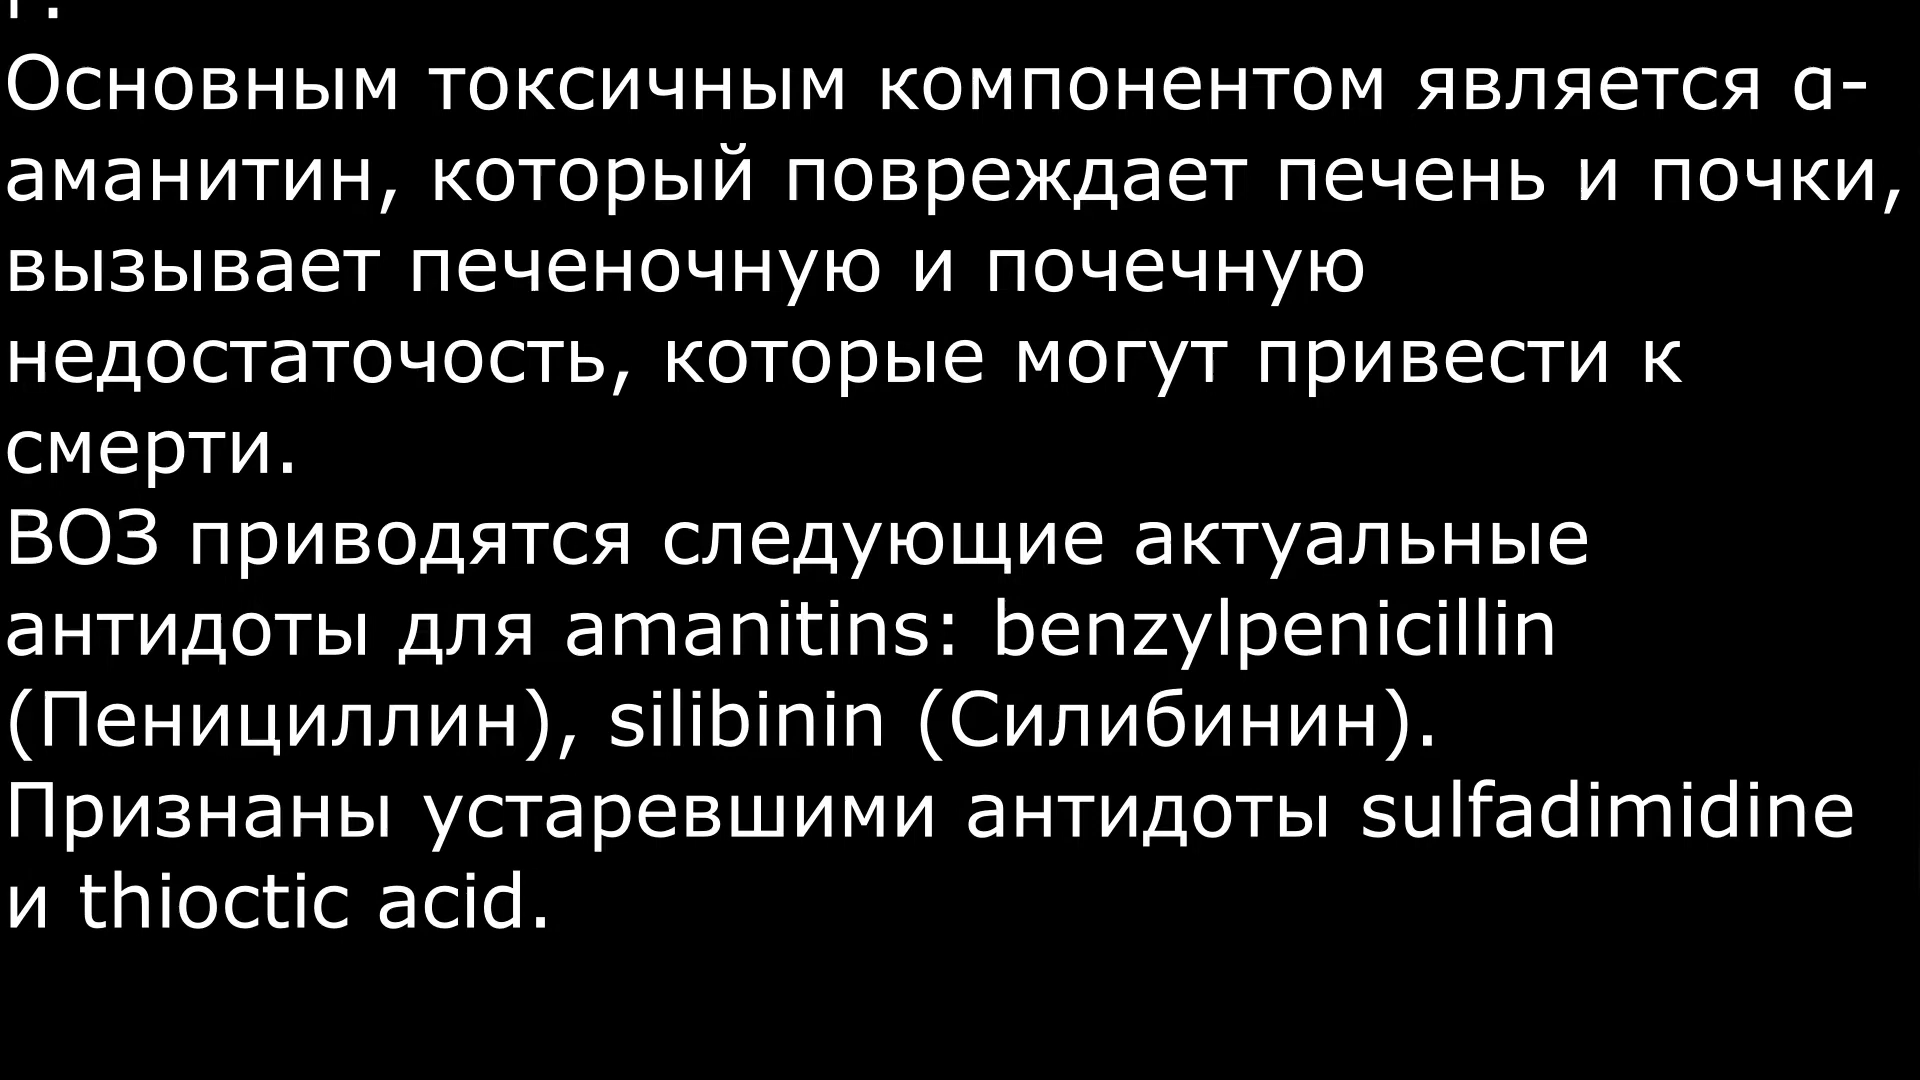 Основным токсичным компонентом является α-
аманитин, который повреждает печень и почки,
вызывает печеночную и почечную
недостаточость, которые могут привести к
смерти.
ВОЗ приводятся следующие актуальные
антидоты для amanitins: benzylpenicillin
(Пенициллин), silibinin (Силибинин).
Признаны устаревшими антидоты sulfadimidine
и thioctic acid.